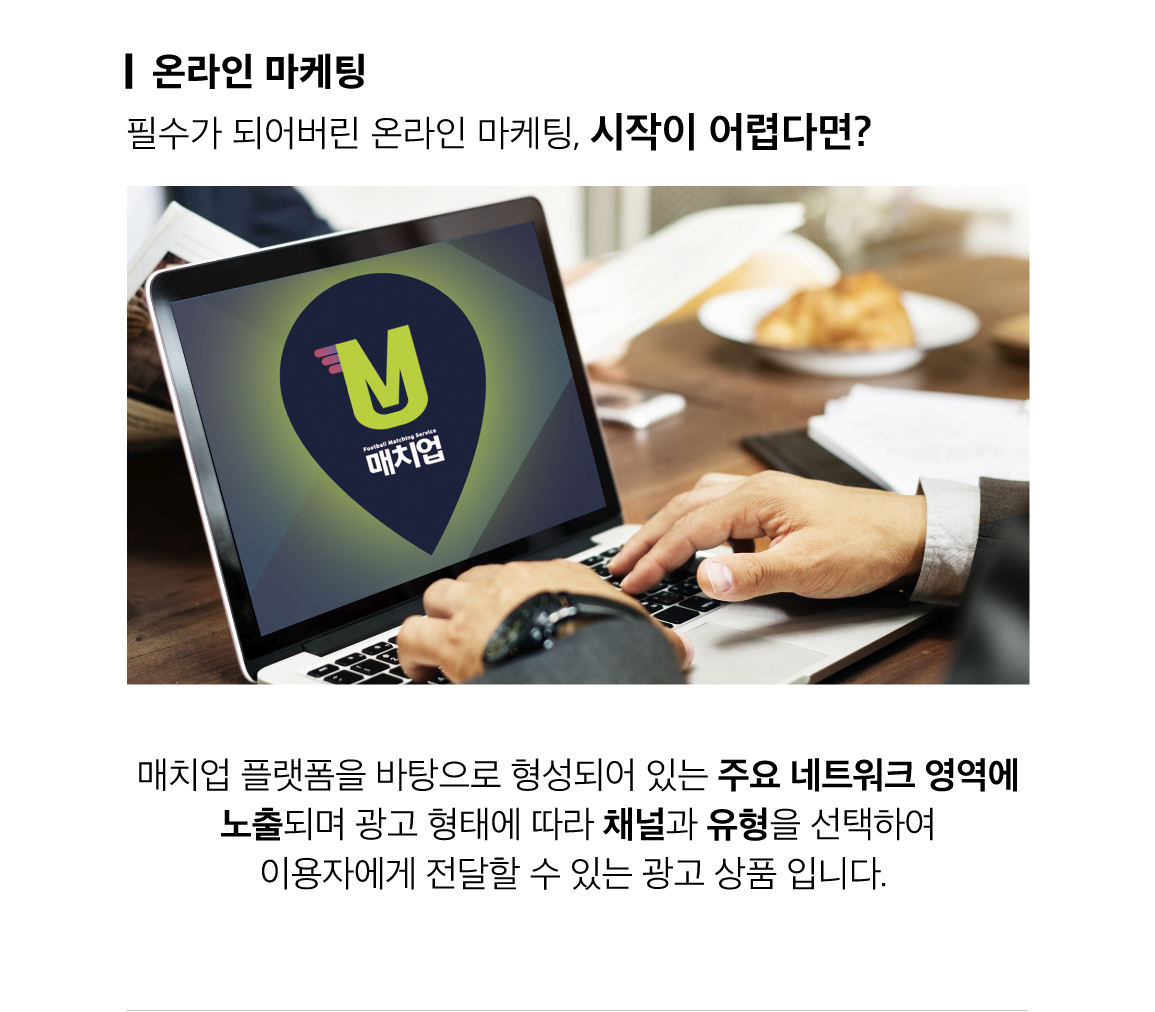 온라인 마케팅
필수가 되어버린 온라인 마케팅, 시작이 어렵다면?
Football Matching Service
매치업
매치업 플랫폼을 바탕으로 형성되어 있는 주요 네트워크 영역에
노출되며 광고 형태에 따라 채널과 유형을 선택하여
이용자에게 전달할 수 있는 광고 상품 입니다.